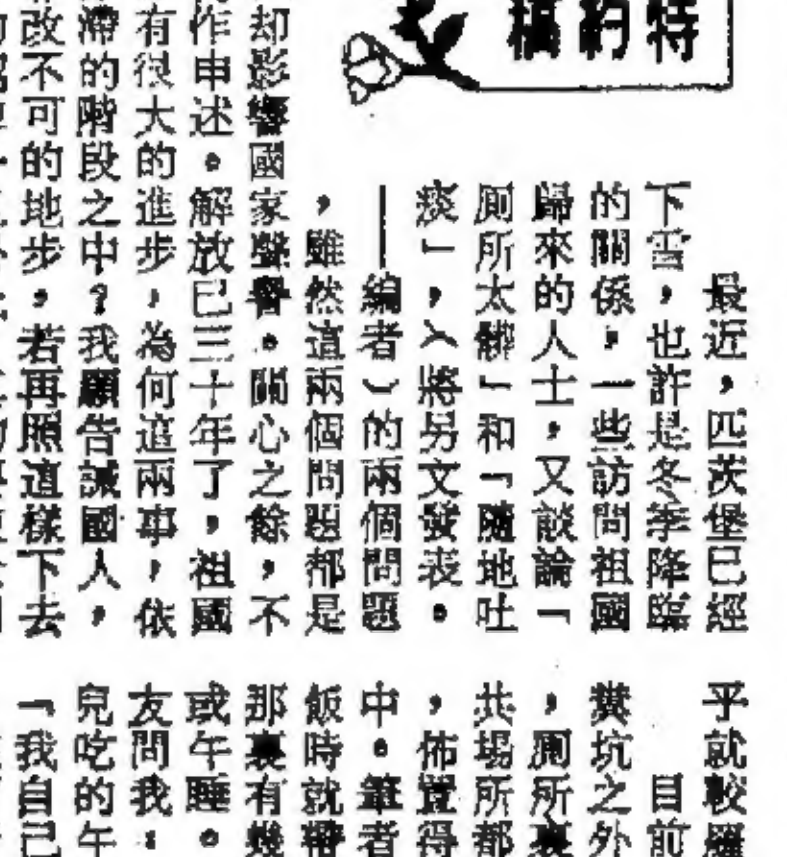 特約稿
最近，匹茨堡已經
下雪，也許是冬季降臨
的關係，一些訪問祖國
歸來的人士，又談論「
厠所太髒」和「隨地吐
痰」，（將另文發表。
——編者）的兩個問題
，雖然這兩個問題都是
却影響國家聲譽。關心之餘，不
作申述。解放已三十年了，祖國
有很大的進步，為何這兩事，依
滯的階段之中？我願告誡國人，
改不可的地步，若再照這樣下去
乎就較
目前
糞坑之外
，厠所裏
共場所都
，佈置得
中。筆者
飯時就帶
那裏有幾
或午睡。
友問我：
兒吃的午
「我自己